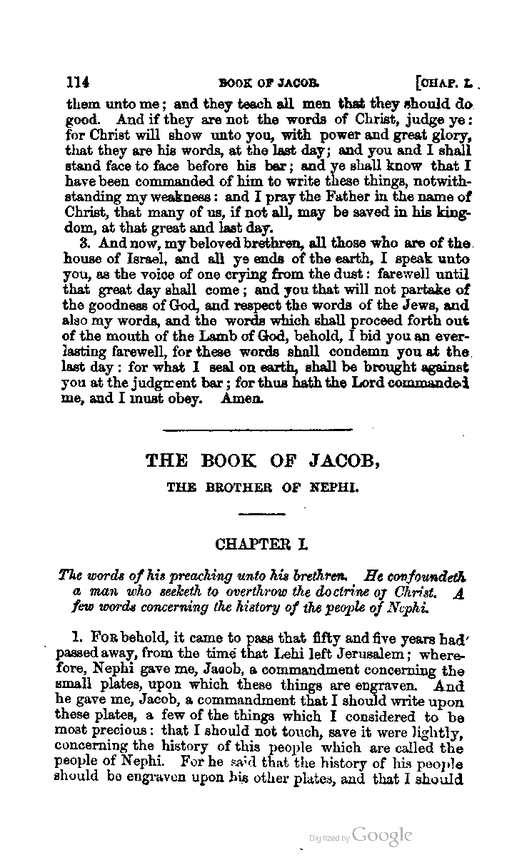 114 BOOK OF JACOB. [CHAP. I.
them unto me; and they teach all men that they should do
good. And if they are not the words of Christ, judge ye:
for Christ will show unto you, with power and great glory,
that they are his words, at the last day; and you and I shall
stand face to face before his bar; and ye shall know that I
have been commanded of him to write these things, notwith-
standing my weakness: and I pray the Father in the name of
Christ, that many of us, if not all, may be saved in his king-
dom, at that great and last day.
3. And now, my beloved brethren, all those who are of the
house of Israel, and all ye ends of the earth, I speak unto
you, as the voice of one crying from the dust: farewell until
that great day shall come; and you that will not partake of
the goodness of God, and respect the words of the Jews, and
also my words, and the words which shall proceed forth out
of the mouth of the Lamb of God, behold, I bid you an ever-
lasting farewell, for these words shall condemn you at the
last day: for what I seal on earth, shall be brought against
you at the judgment bar; for thus hath the Lord commanded
me, and I must obey. Amen.
THE BOOK OF JACOB,
THE BROTHER OF NEPHI.
CHAPTER I.
The words of his preaching unto his brethren. He confoundeth
a man who seeketh to overthrow the doctrine of Christ. A
few words concerning the history of the people of Nephi.
1. FOR behold, it came to pass that fifty and five years had
passed away, from the time that Lehi left Jerusalem; where-
fore, Nephi gave me, Jacob, a commandment concerning the
small plates, upon which these things are engraven. And
he gave me, Jacob, a commandment that I should write upon
these plates, a few of the things which I considered to be
most precious: that I should not touch, save it were lightly,
concerning the history of this people which are called the
people of Nephi. For he said that the history of his people
should be engraven upon his other plates, and that I should
Digitized by Google